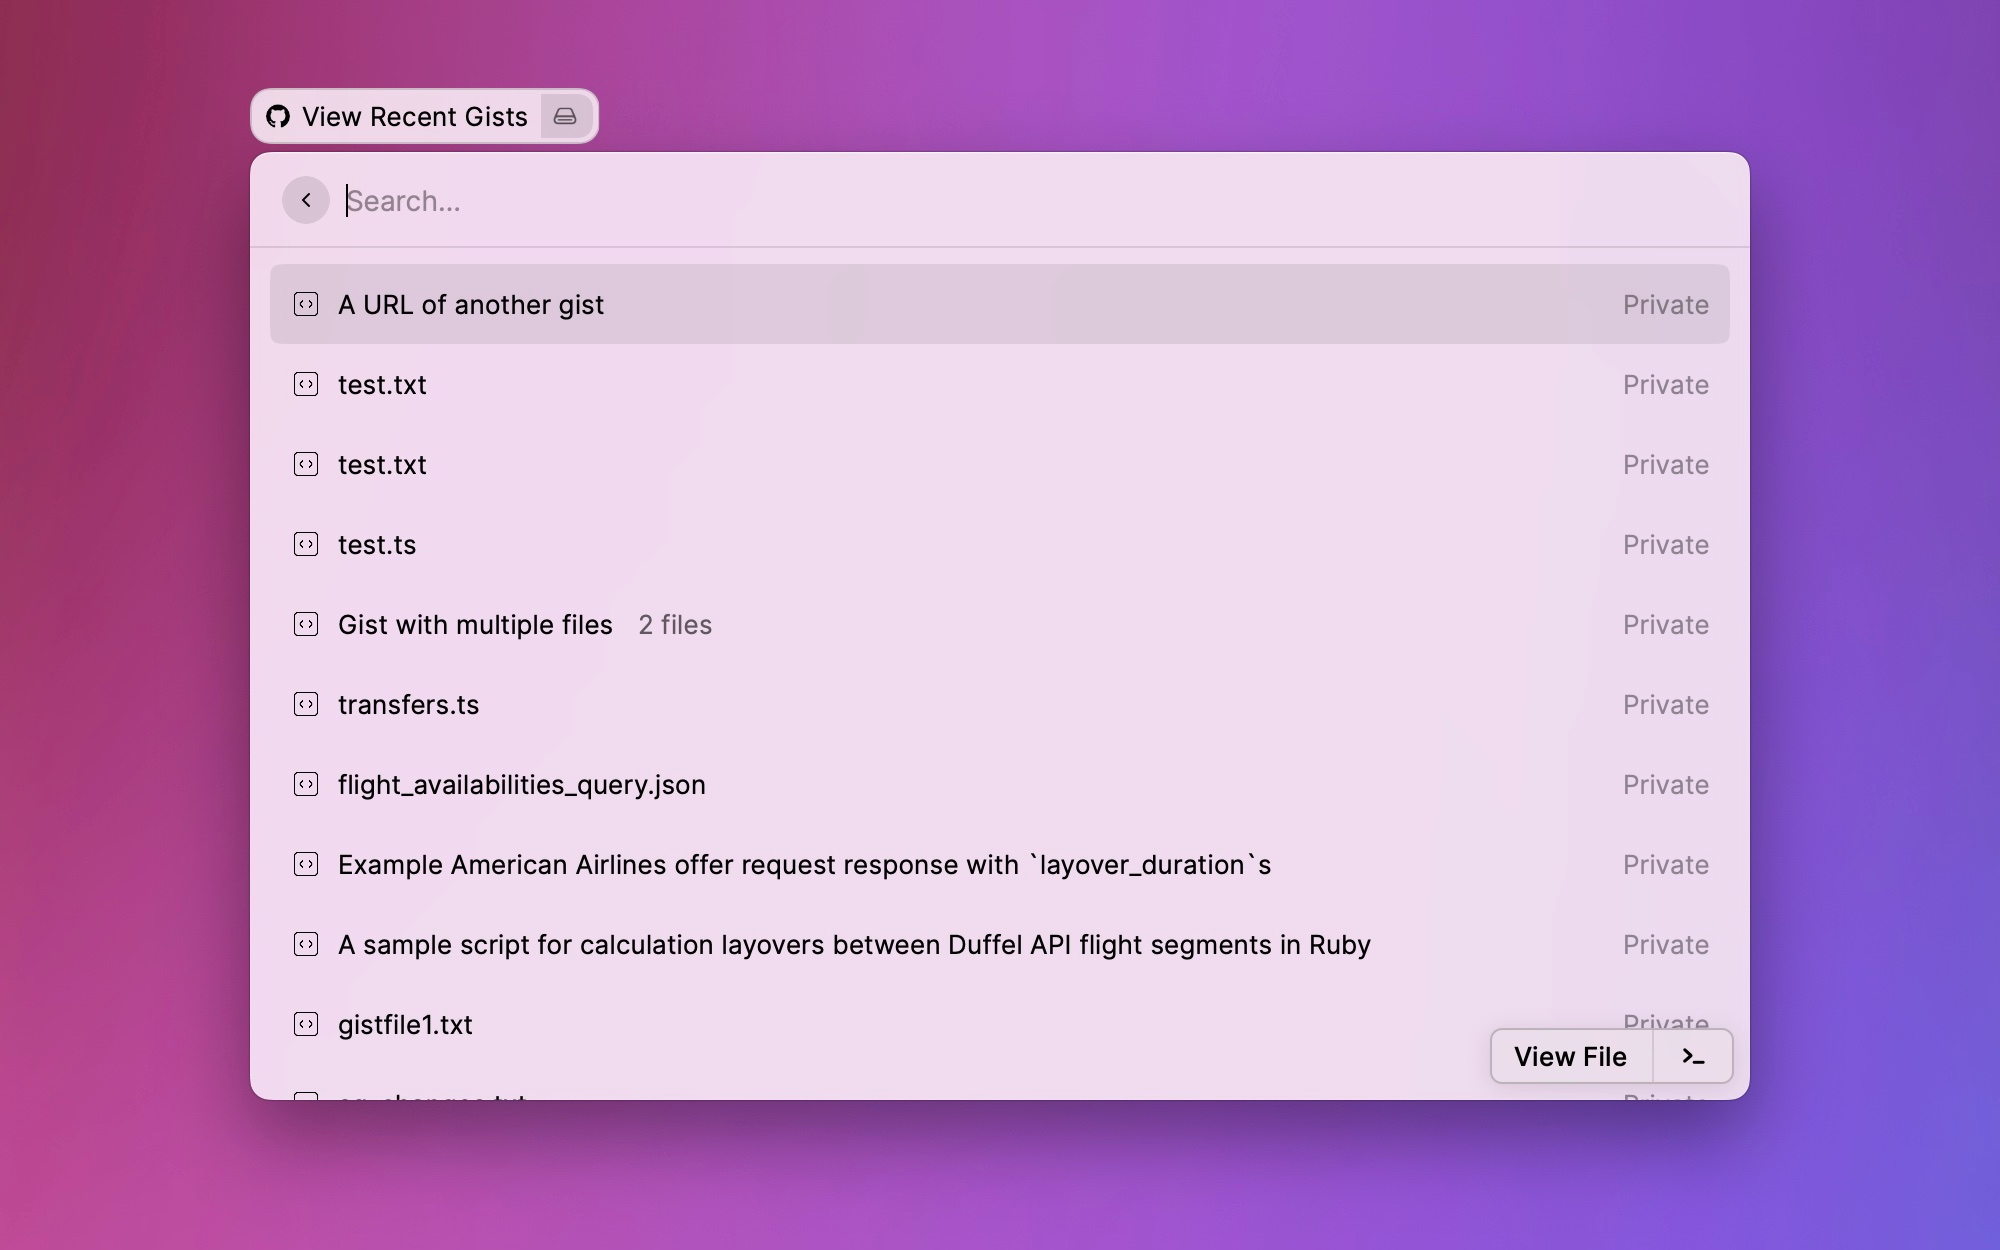 View Recent Gists
Search...
A URL of another gist Private
test.txt Private
test.txt Private
test.ts Private
Gist with multiple files 2 files Private
transfers.ts Private
flight_availabilities_query.json Private
Example American Airlines offer request response with `layover_duration`s Private
A sample script for calculation layovers between Duffel API flight segments in Ruby Private
gistfile1.txt Private
View File
Private